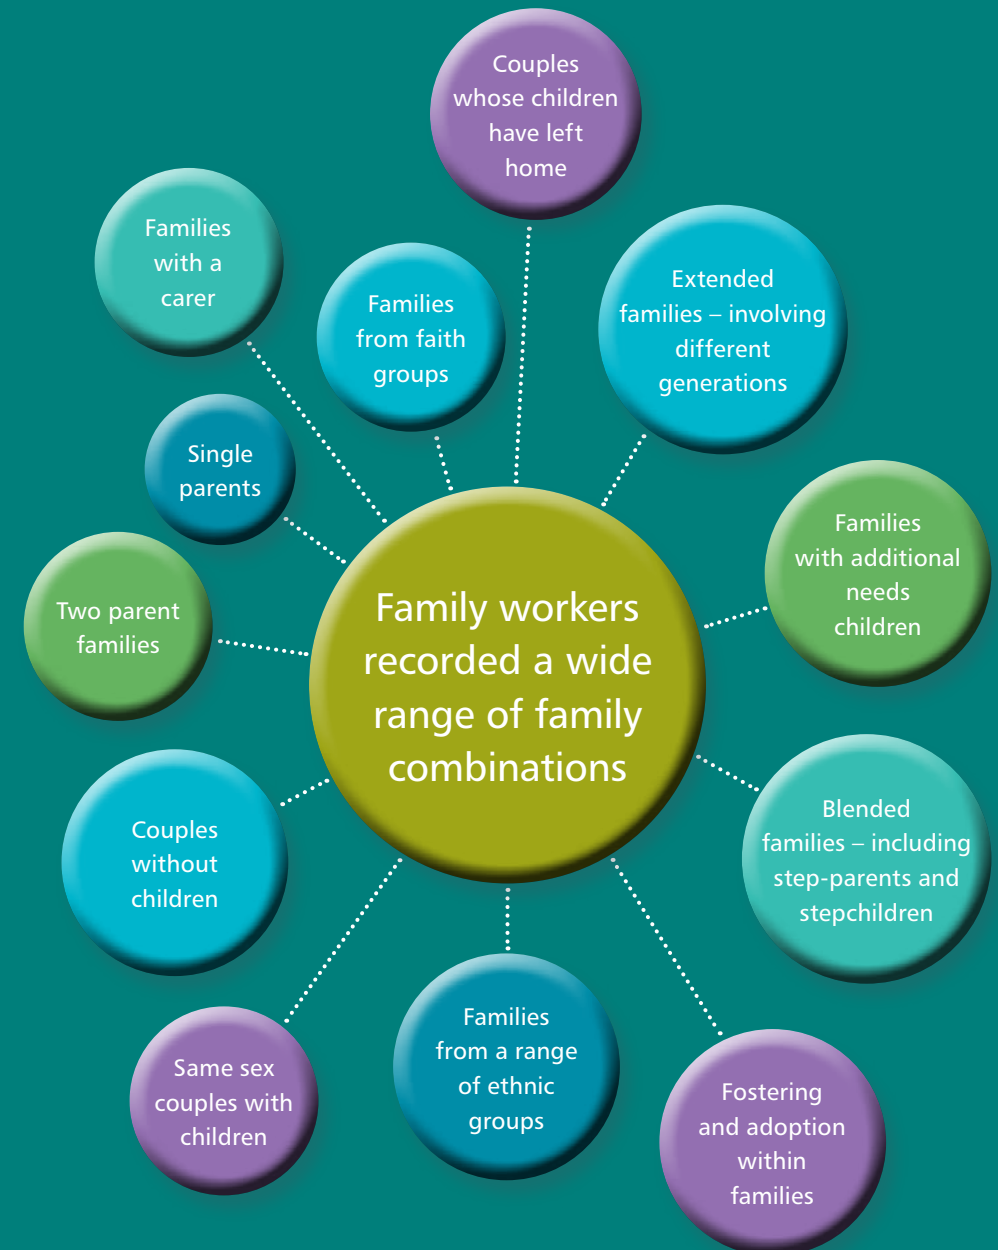 Couples
whose children
have left
home
Families
with a
carer
Families
from faith
groups
Extended
families – involving
different
generations
Single
parents
Families
with additional
needs
children
Two parent
families
Family workers
recorded a wide
range of family
combinations
Couples
without
children
Blended
families – including
step-parents and
stepchildren
Same sex
couples with
children
Families
from a range
of ethnic
groups
Fostering
and adoption
within
families